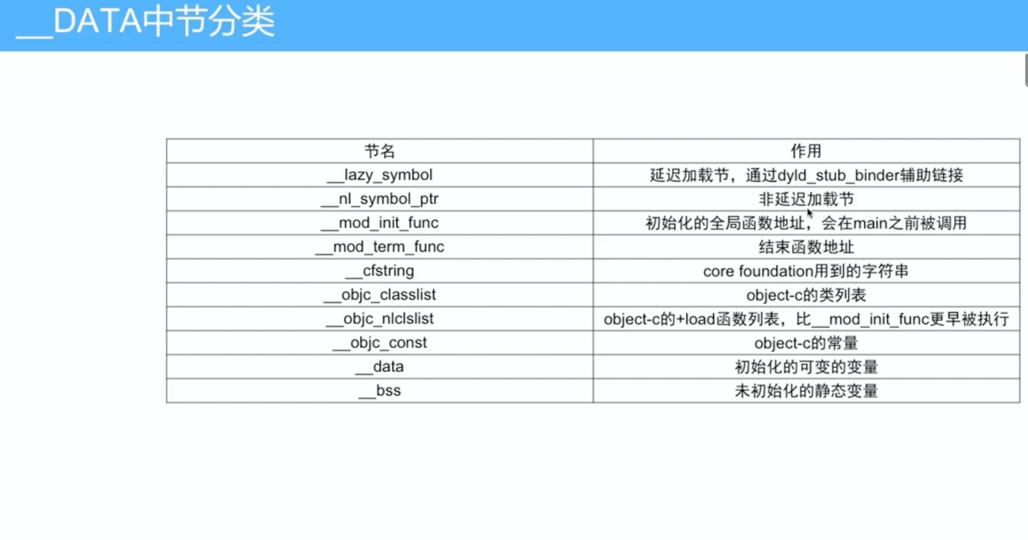 __DATA中节分类
节名 作用
__lazy_symbol 延迟加载节，通过dyld_stub_binder辅助链接
__nl_symbol_ptr 非延迟加载节
__mod_init_func 初始化的全局函数地址，会在main之前被调用
__mod_term_func 结束函数地址
__cfstring core foundation用到的字符串
__objc_classlist object-c的类列表
__objc_nlclslist object-c的+load函数列表，比__mod_init_func更早被执行
__objc_const object-c的常量
__data 初始化的可变的变量
__bss 未初始化的静态变量